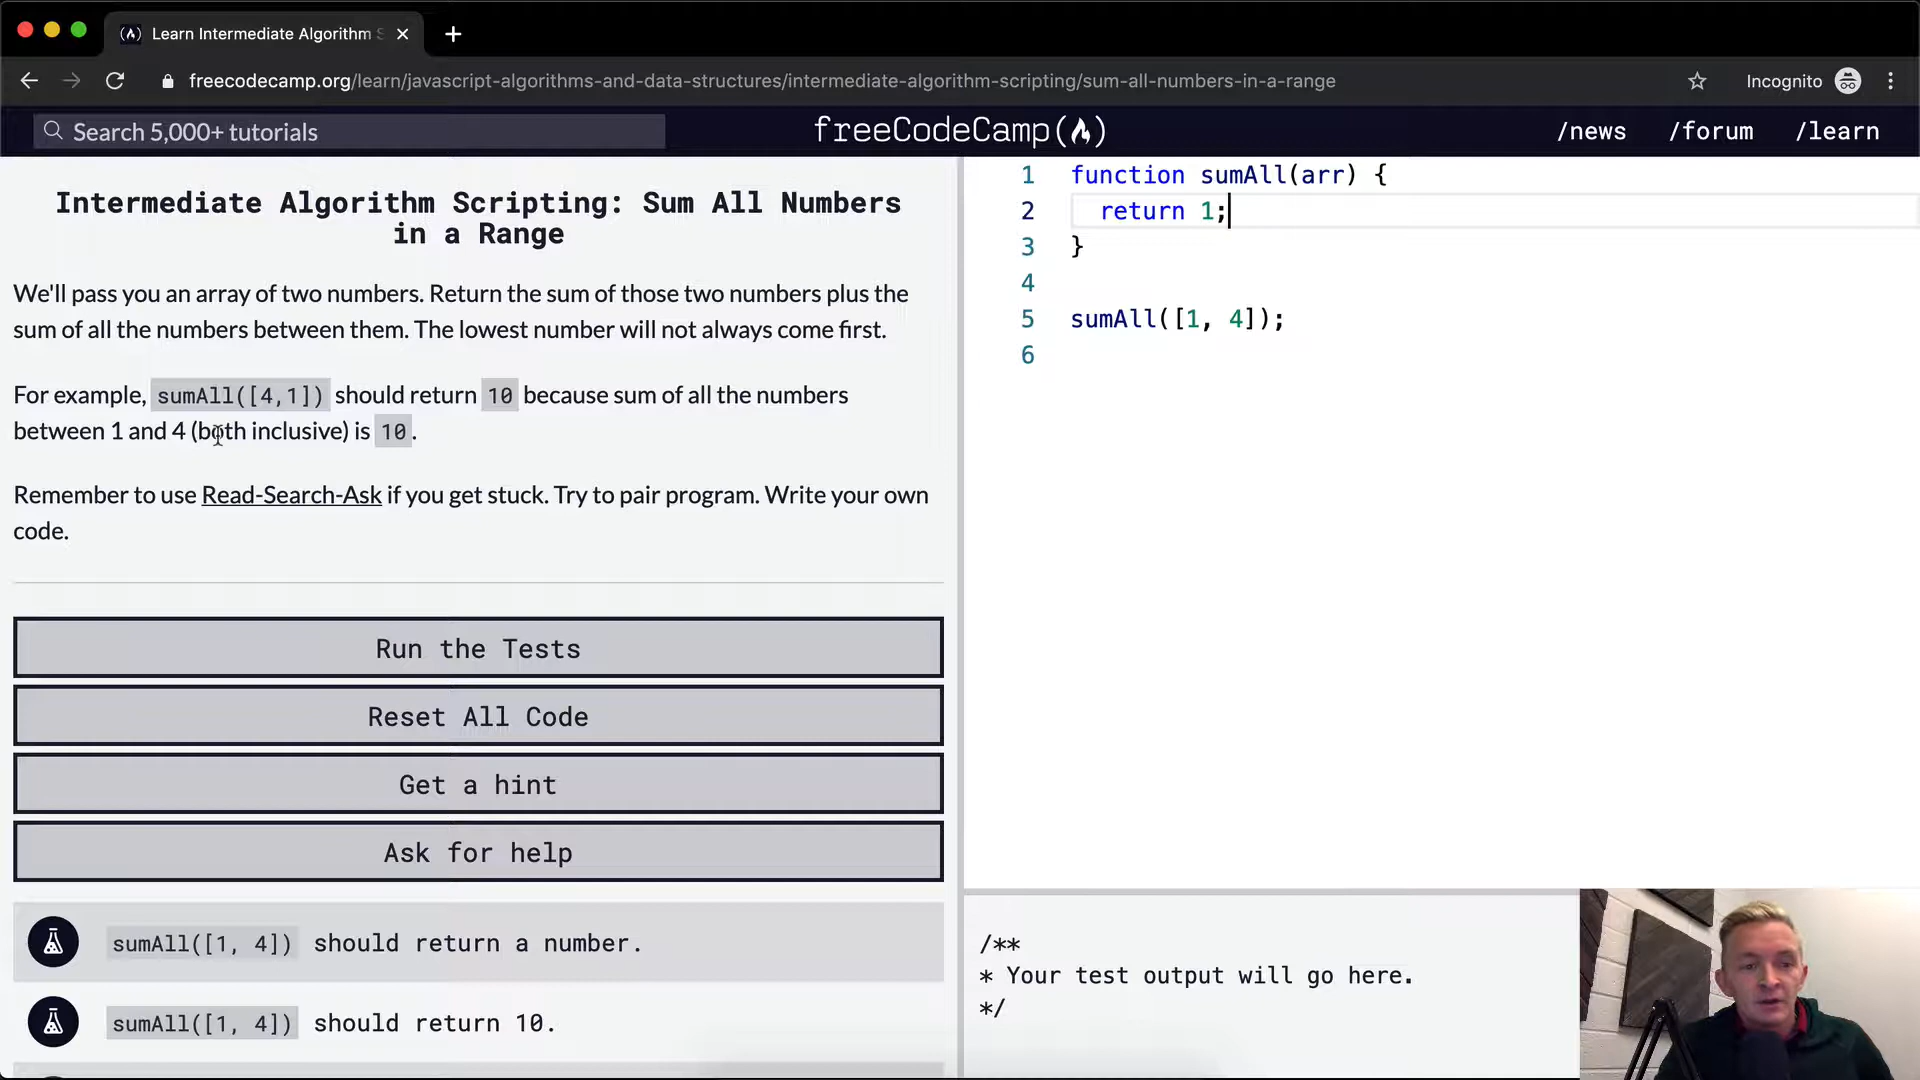 Learn Intermediate Algorithm S
freecodecamp.org/learn/javascript-algorithms-and-data-structures/intermediate-algorithm-scripting/sum-all-numbers-in-a-range
Incognito
Search 5,000+ tutorials
freeCodeCamp(🔥)
/news /forum /learn
Intermediate Algorithm Scripting: Sum All Numbers
in a Range
We'll pass you an array of two numbers. Return the sum of those two numbers plus the
sum of all the numbers between them. The lowest number will not always come first.
For example, sumAll([4,1]) should return 10 because sum of all the numbers
between 1 and 4 (both inclusive) is 10.
Remember to use Read-Search-Ask if you get stuck. Try to pair program. Write your own
code.
Run the Tests
Reset All Code
Get a hint
Ask for help
sumAll([1, 4]) should return a number.
sumAll([1, 4]) should return 10.
1 function sumAll(arr) {
2 return 1;
3 }
4
5 sumAll([1, 4]);
6
/**
* Your test output will go here.
*/